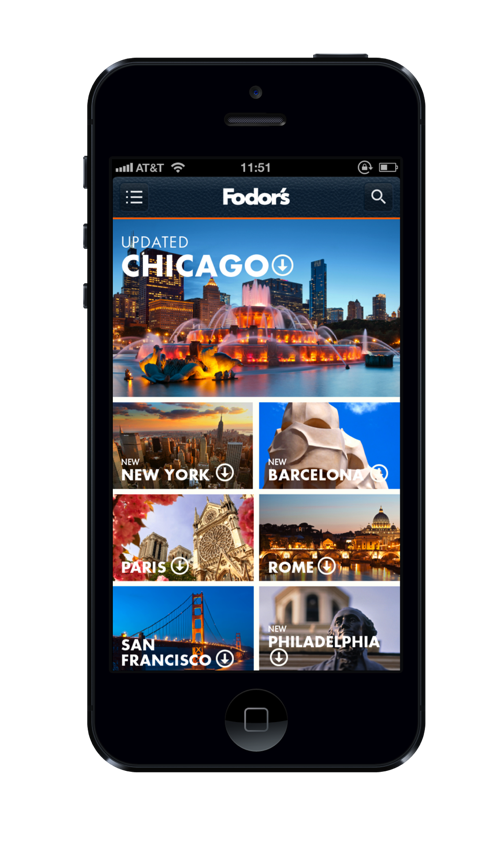 AT&T 11:51
Fodor's
UPDATED
CHICAGO
NEW
NEW YORK
NEW
BARCELONA
PARIS
ROME
SAN
FRANCISCO
NEW
PHILADELPHIA